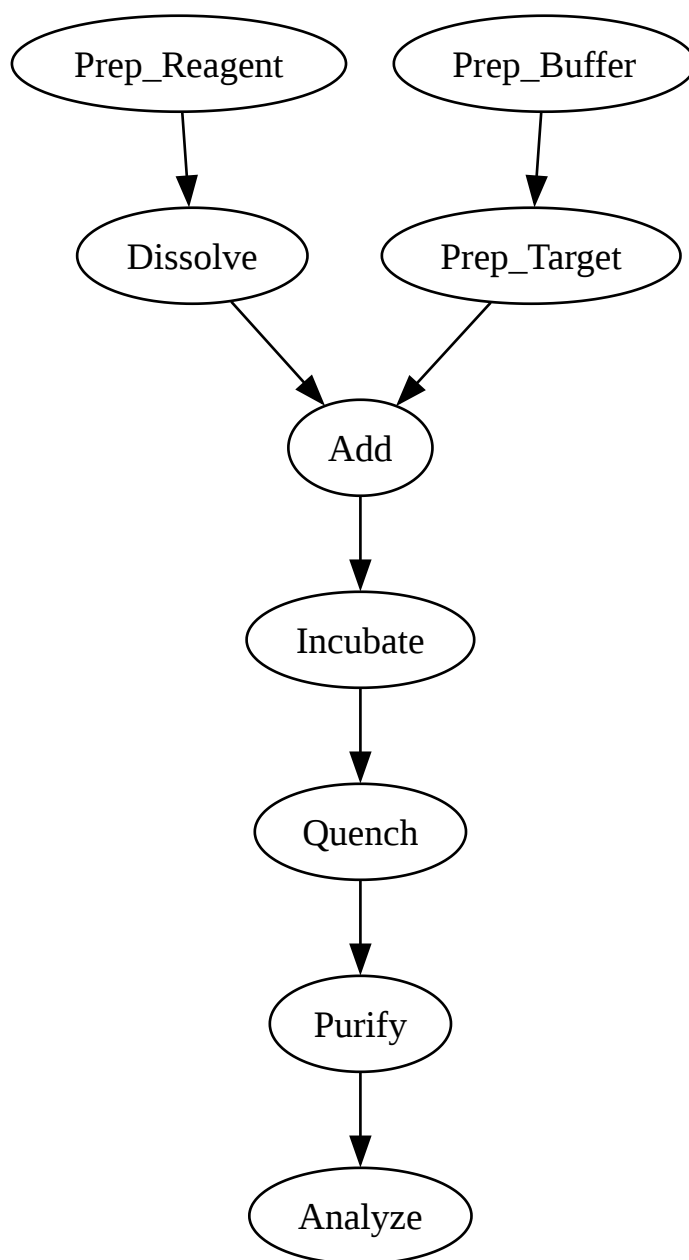 Prep_Reagent
Prep_Buffer
Dissolve
Prep_Target
Add
Incubate
Quench
Purify
Analyze